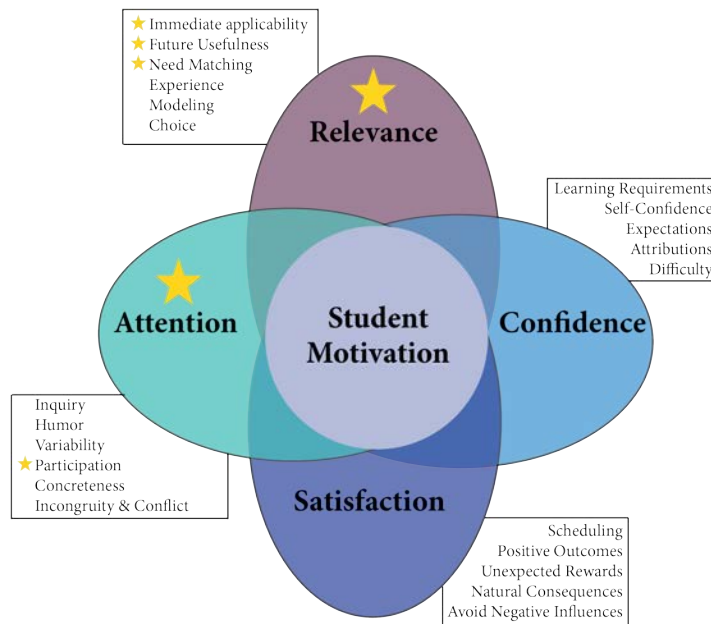 Immediate applicability
Future Usefulness
Need Matching
Experience
Modeling
Choice
Relevance
Learning Requirements
Self-Confidence
Expectations
Attributions
Difficulty
Attention
Student
Motivation
Confidence
Inquiry
Humor
Variability
Participation
Concreteness
Incongruity & Conflict
Satisfaction
Scheduling
Positive Outcomes
Unexpected Rewards
Natural Consequences
Avoid Negative Influences